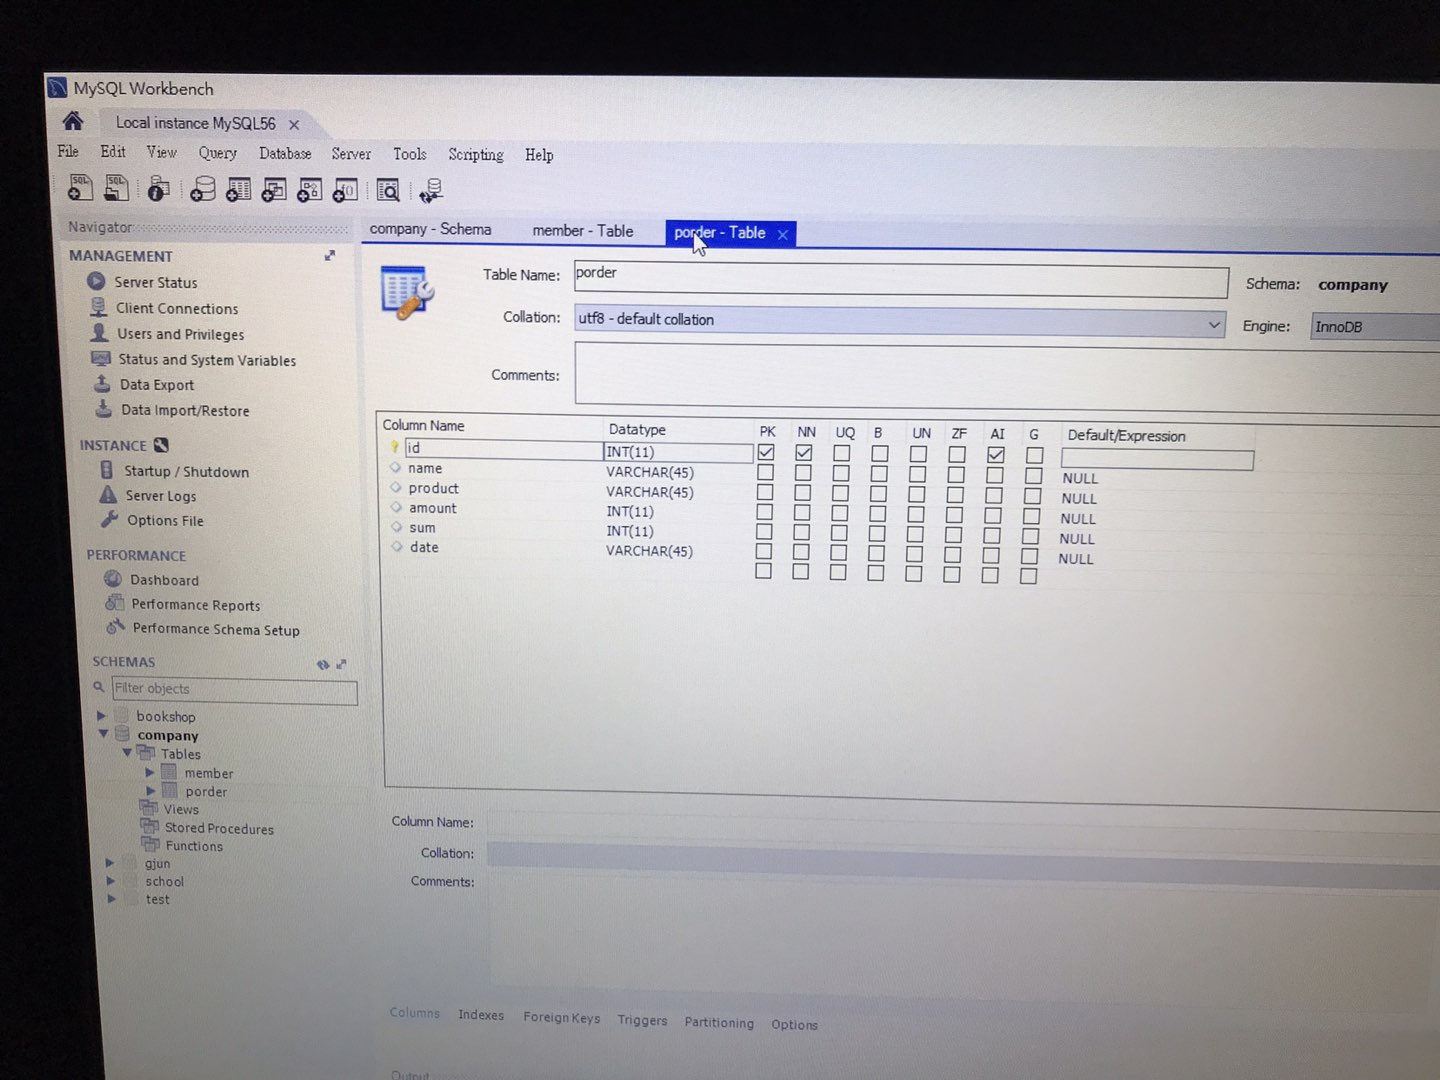 MySQL Workbench
Local instance MySQL56
File Edit View Query Database Server Tools Scripting Help
Navigator
MANAGEMENT
Server Status
Client Connections
Users and Privileges
Status and System Variables
Data Export
Data Import/Restore
INSTANCE
Startup / Shutdown
Server Logs
Options File
PERFORMANCE
Dashboard
Performance Reports
Performance Schema Setup
SCHEMAS
Filter objects
bookshop
company
Tables
member
porder
Views
Stored Procedures
Functions
gjun
school
test
company - Schema member - Table porder - Table
Table Name: porder Schema: company
Collation: utf8 - default collation Engine: InnoDB
Comments:
Column Name Datatype PK NN UQ B UN ZF AI G Default/Expression
id INT(11)
name VARCHAR(45) NULL
product VARCHAR(45) NULL
amount INT(11) NULL
sum INT(11) NULL
date VARCHAR(45) NULL
Column Name:
Collation:
Comments:
Columns Indexes Foreign Keys Triggers Partitioning Options
Output